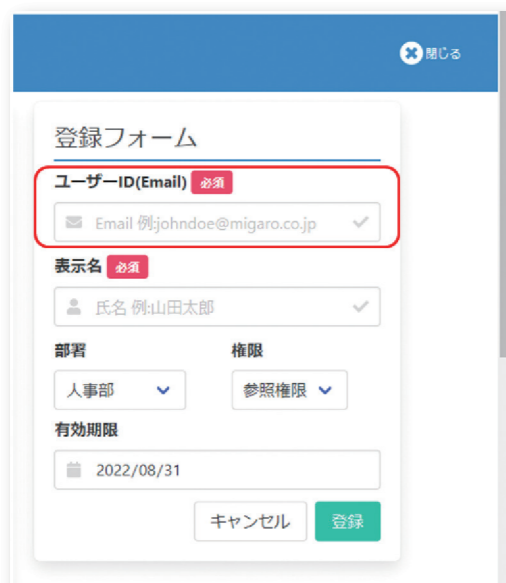 閉じる
登録フォーム
ユーザーID(Email) 必須
Email 例:johndoe@migaro.co.jp
表示名 必須
氏名 例:山田太郎
部署 権限
人事部 参照権限
有効期限
2022/08/31
キャンセル 登録